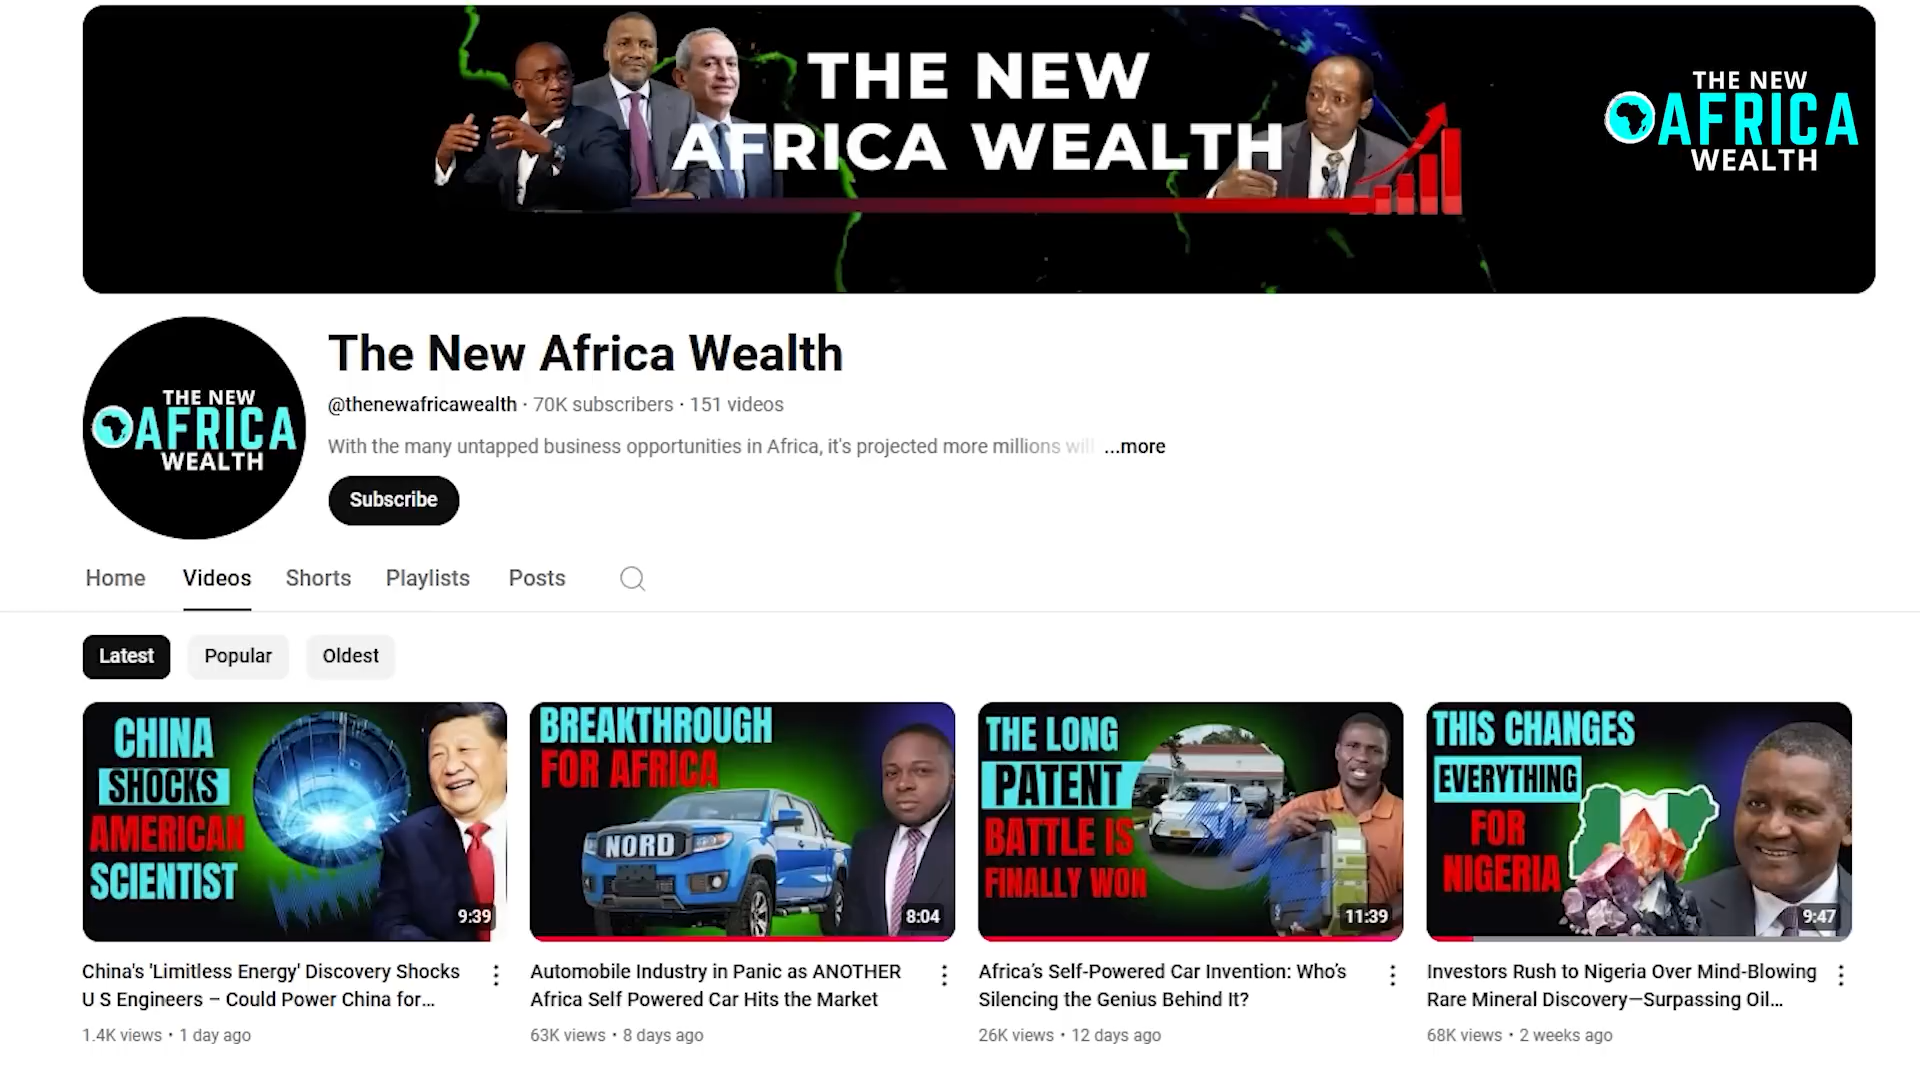 THE NEW
AFRICA WEALTH
THE NEW
AFRICA
WEALTH
THE NEW
AFRICA
WEALTH
The New Africa Wealth
@thenewafricawealth · 70K subscribers · 151 videos
With the many untapped business opportunities in Africa, it's projected more millions will ...more
Subscribe
Home Videos Shorts Playlists Posts
Latest Popular Oldest
CHINA
SHOCKS
AMERICAN
SCIENTIST
9:39
BREAKTHROUGH
FOR AFRICA
NORD
8:04
THE LONG
PATENT
BATTLE IS
FINALLY WON
11:39
THIS CHANGES
EVERYTHING
FOR
NIGERIA
9:47
China's 'Limitless Energy' Discovery Shocks
U S Engineers – Could Power China for...
1.4K views · 1 day ago
Automobile Industry in Panic as ANOTHER
Africa Self Powered Car Hits the Market
63K views · 8 days ago
Africa’s Self-Powered Car Invention: Who’s
Silencing the Genius Behind It?
26K views · 12 days ago
Investors Rush to Nigeria Over Mind-Blowing
Rare Mineral Discovery—Surpassing Oil...
68K views · 2 weeks ago